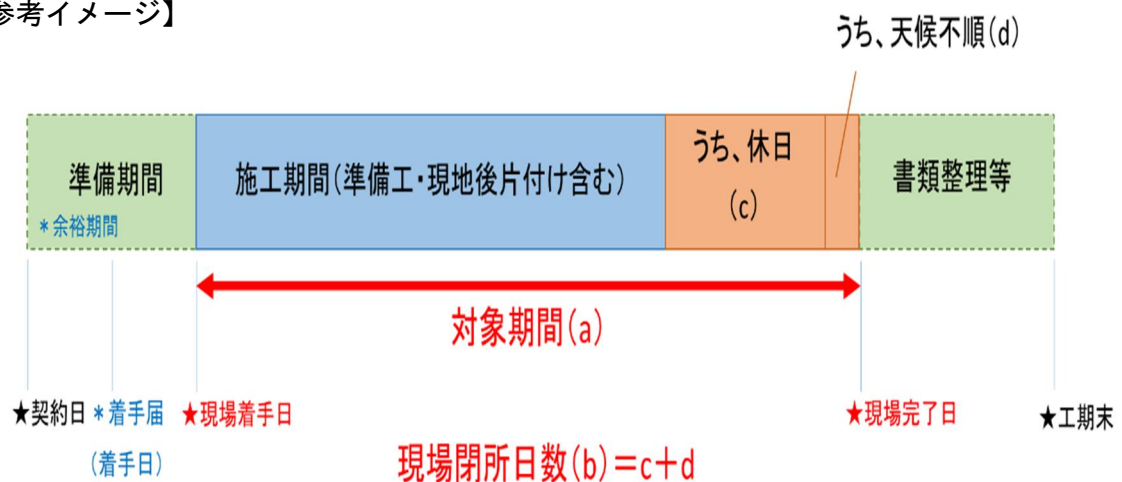 参考イメージ】
うち、天候不順(d)
準備期間
*余裕期間
施工期間(準備工・現地後片付け含む)
うち、休日
(c)
書類整理等
対象期間(a)
★契約日
*着手届
(着手日)
★現場着手日
★現場完了日
★工期末
現場閉所日数(b)=c+d